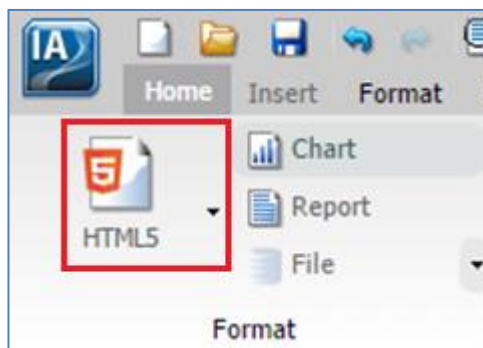 IA
Home Insert Format
5
HTML5
Chart
Report
File
Format